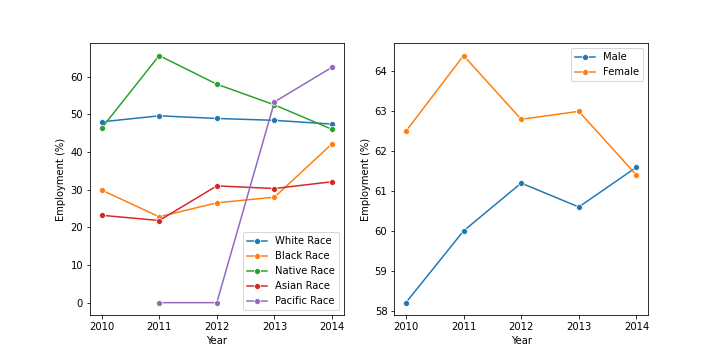 60
50
40
30
20
10
0
Employment (%)
2010 2011 2012 2013 2014
Year
White Race
Black Race
Native Race
Asian Race
Pacific Race
64
63
62
61
60
59
58
Employment (%)
2010 2011 2012 2013 2014
Year
Male
Female